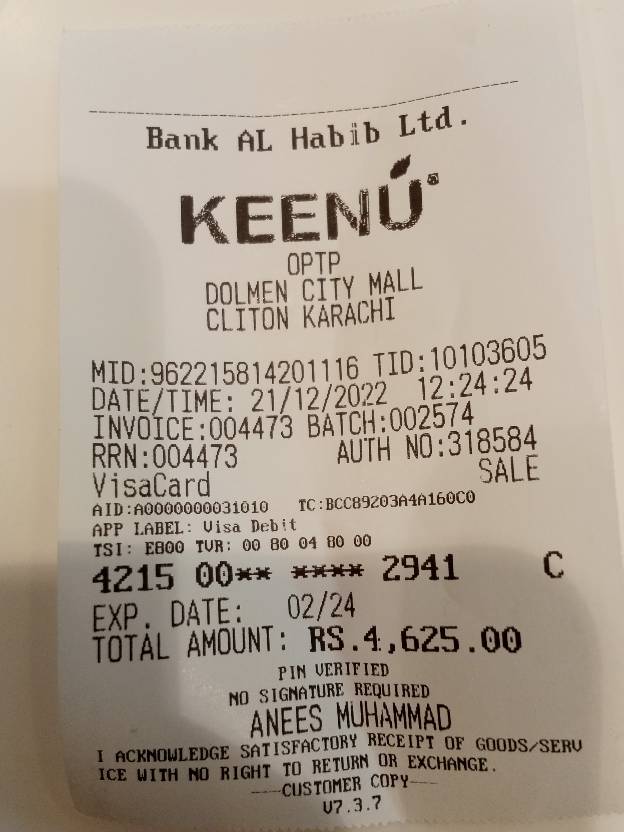 Bank AL Habib Ltd.
KEENU
OPTP
DOLMEN CITY MALL
CLITON KARACHI
MID:962215814201116 TID:10103605
DATE/TIME: 21/12/2022 12:24:24
INVOICE:004473 BATCH:002574
RRN:004473 AUTH NO:318584
VisaCard SALE
AID:A0000000031010 TC:BCC89203A4A160C0
APP LABEL: Visa Debit
TSI: E800 TVR: 00 80 04 80 00
4215 00** **** 2941 C
EXP. DATE: 02/24
TOTAL AMOUNT: RS.4,625.00
PIN VERIFIED
NO SIGNATURE REQUIRED
ANEES MUHAMMAD
I ACKNOWLEDGE SATISFACTORY RECEIPT OF GOODS/SERV
ICE WITH NO RIGHT TO RETURN OR EXCHANGE.
----CUSTOMER COPY----
V7.3.7